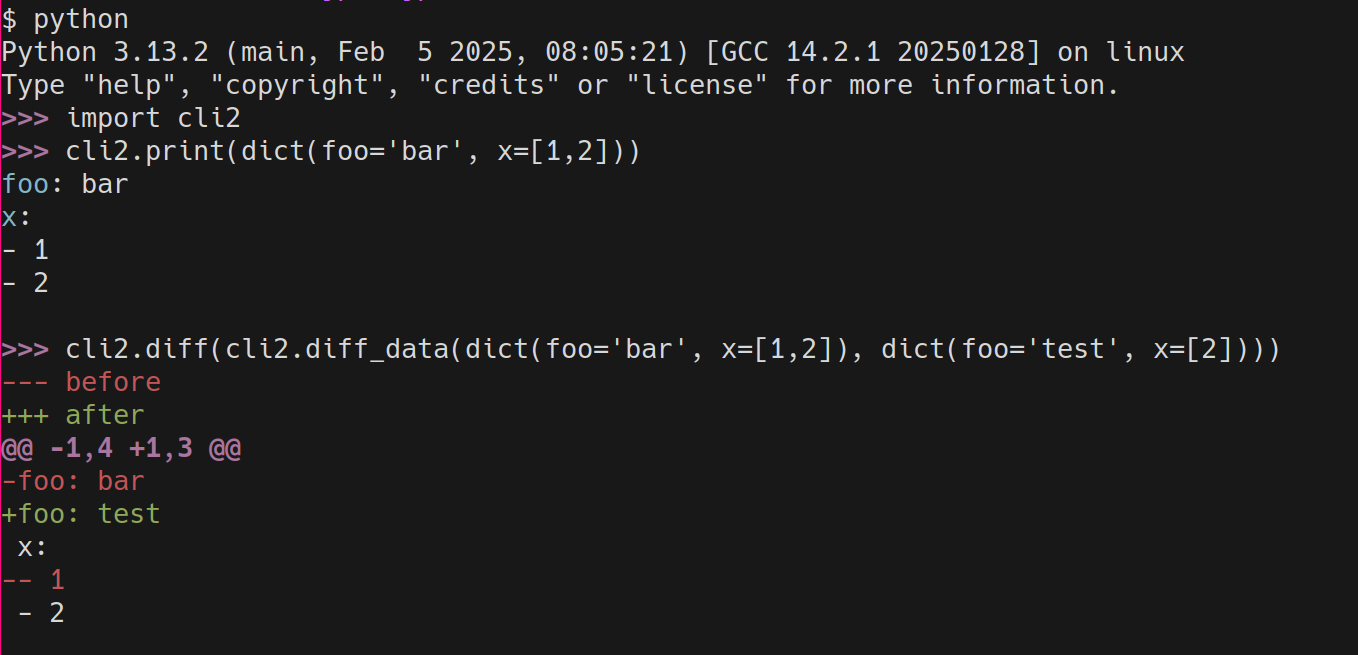 $ python
Python 3.13.2 (main, Feb  5 2025, 08:05:21) [GCC 14.2.1 20250128] on linux
Type "help", "copyright", "credits" or "license" for more information.
>>> import cli2
>>> cli2.print(dict(foo='bar', x=[1,2]))
foo: bar
x:
- 1
- 2
>>> cli2.diff(cli2.diff_data(dict(foo='bar', x=[1,2]), dict(foo='test', x=[2])))
--- before
+++ after
@@ -1,4 +1,3 @@
-foo: bar
+foo: test
 x:
-- 1
 - 2